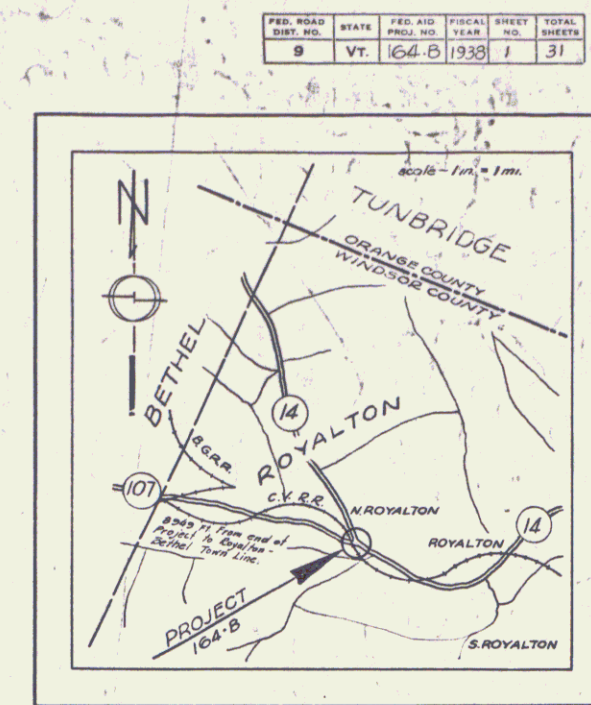 FED. ROAD DIST. NO. STATE FED. AID PROJ. NO. FISCAL YEAR SHEET NO. TOTAL SHEETS
9 VT. 164-B 1938 1 31
scale - 1 in. = 1 mi.
N
TUNBRIDGE
ORANGE COUNTY
WINDSOR COUNTY
BETHEL
14
ROYALTON
B.G.R.R.
107
C.V. R.R.
N.ROYALTON
14
8949 Ft. from end of
Project to Royalton -
Bethel Town Line.
ROYALTON
PROJECT
164-B
S.ROYALTON